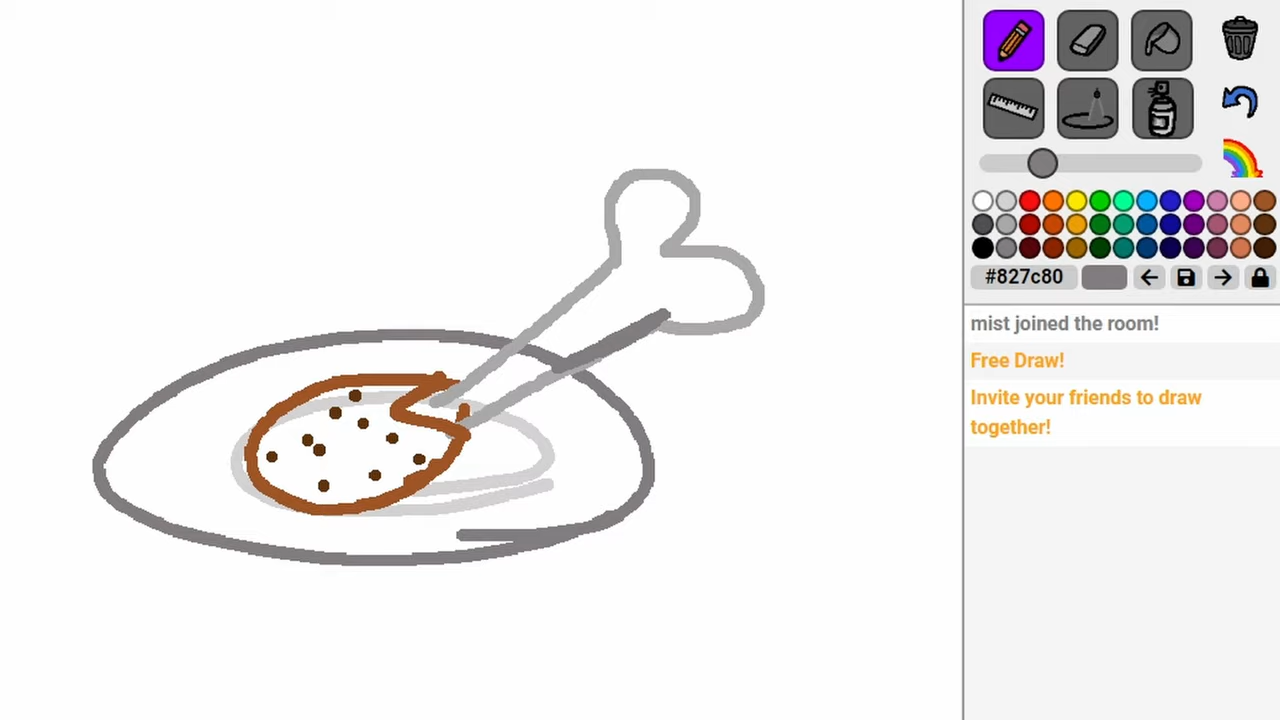 #827c80
mist joined the room!
Free Draw!
Invite your friends to draw
together!